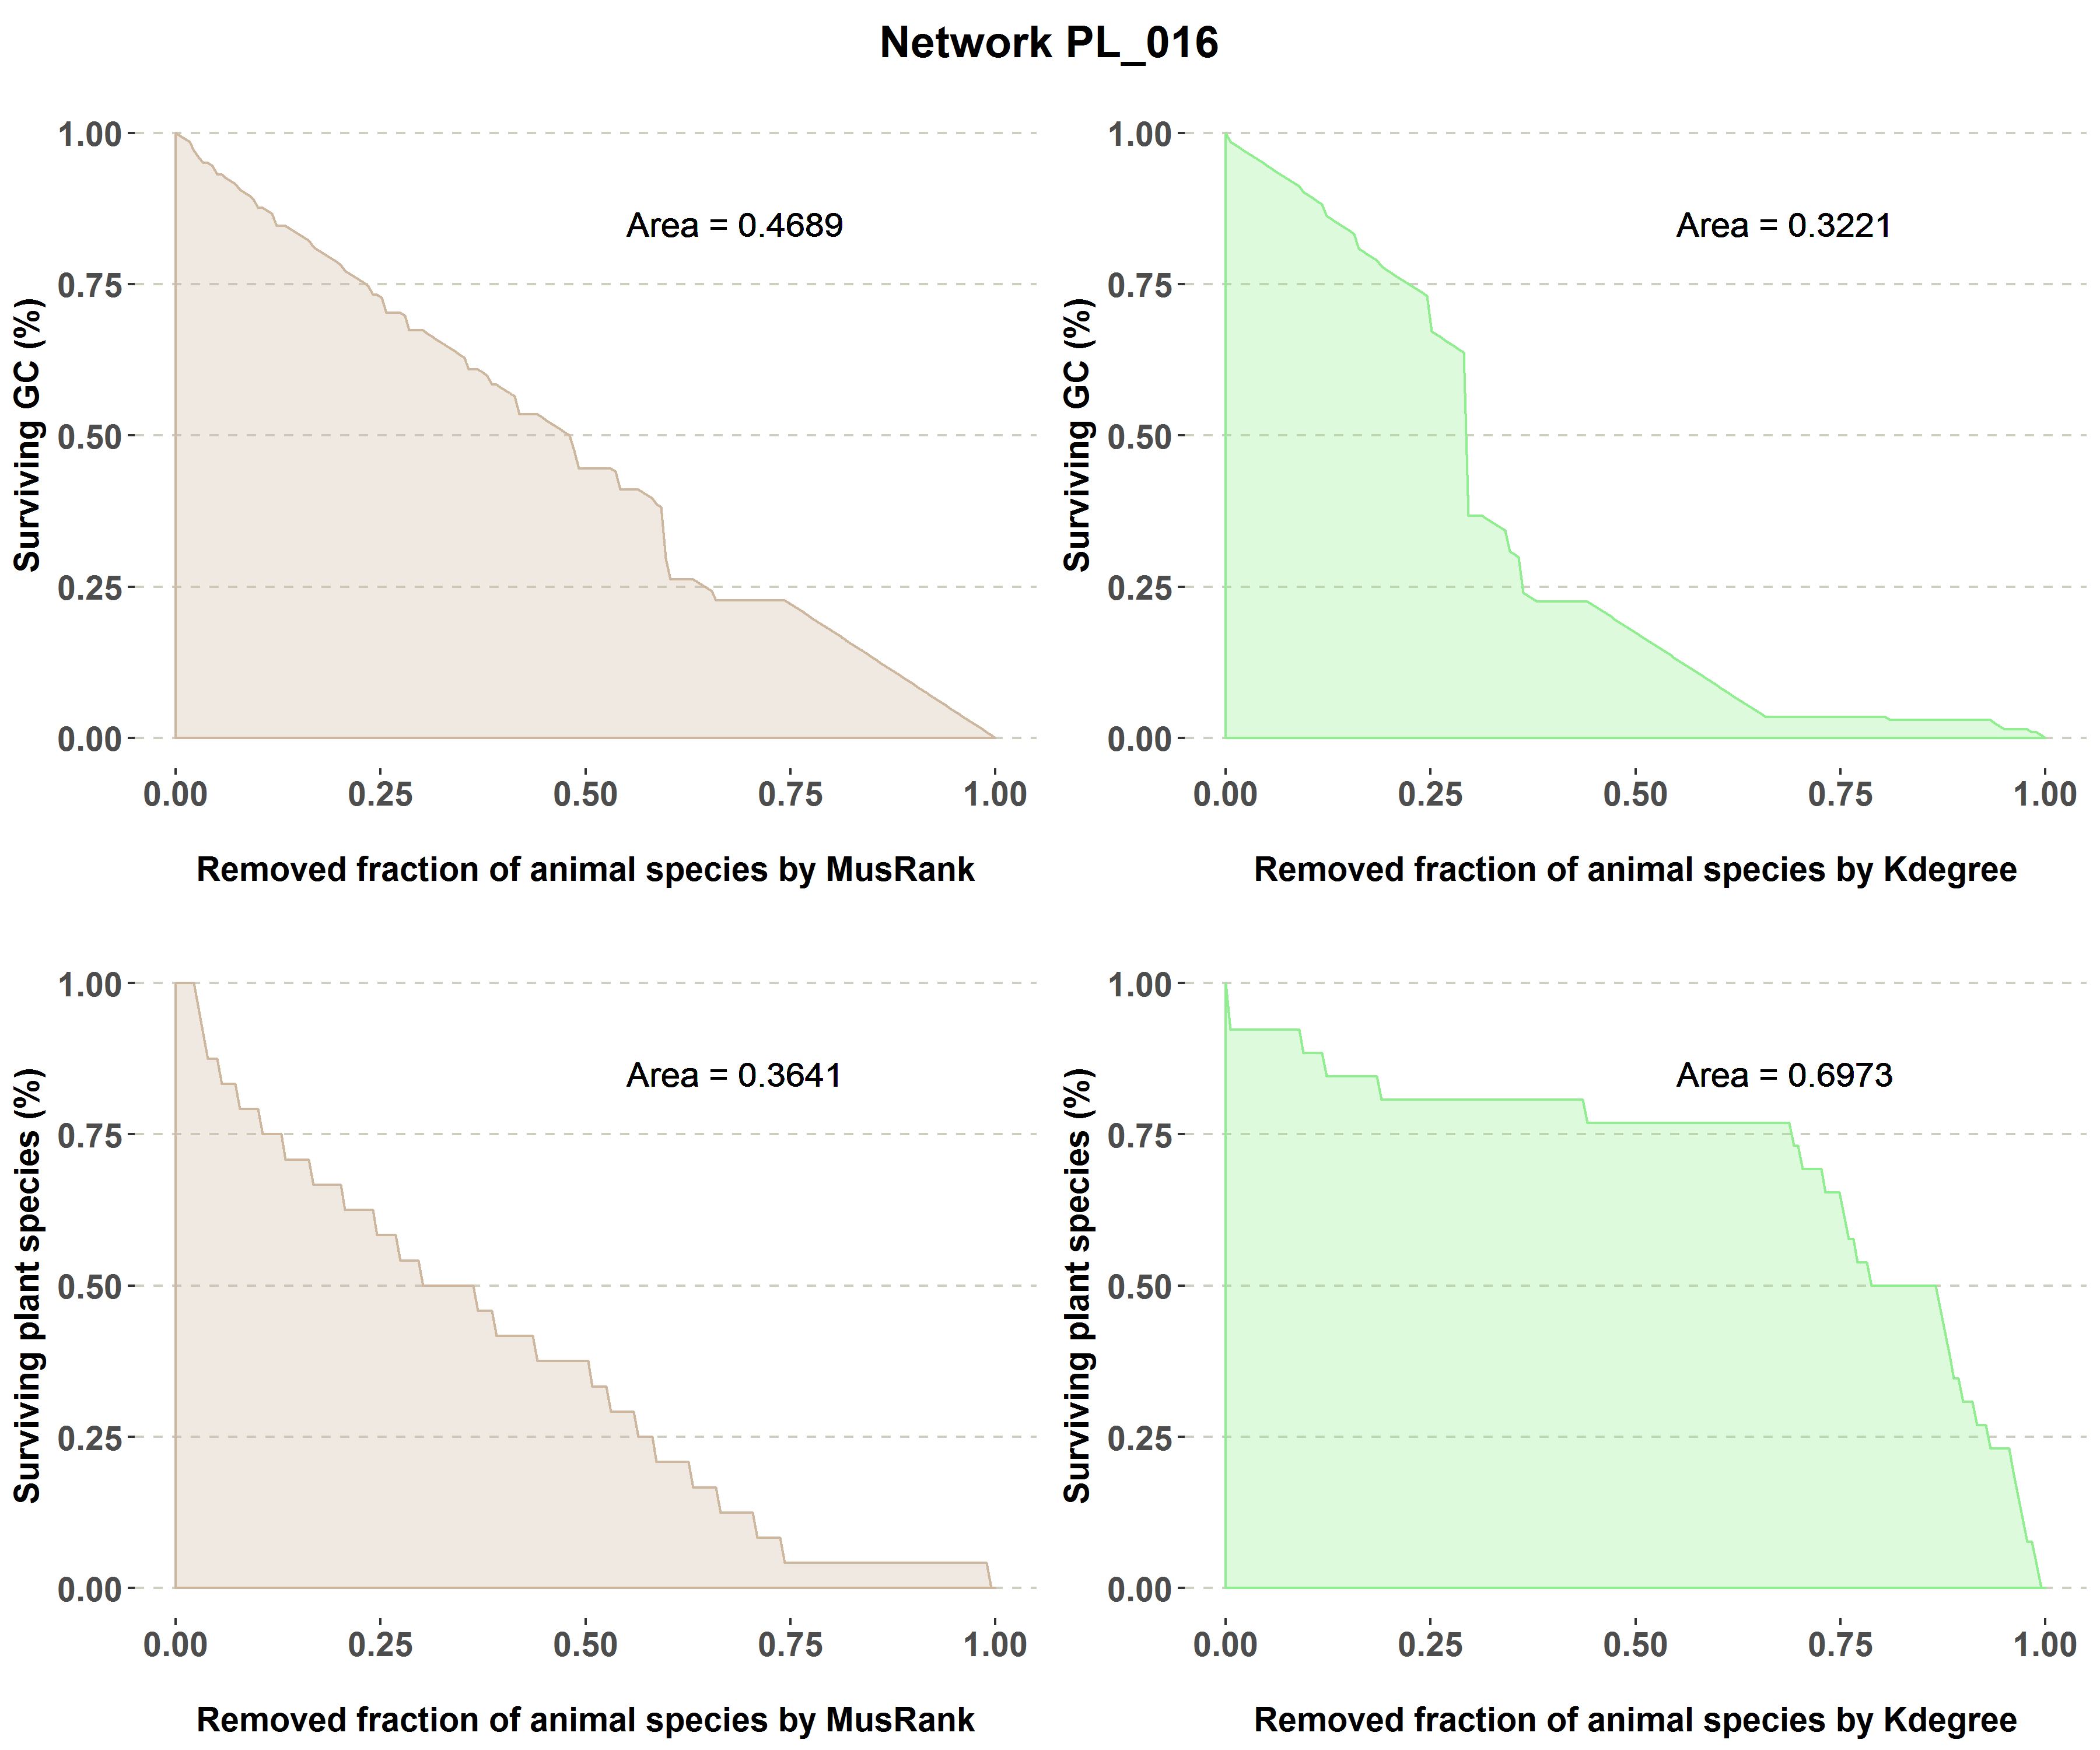 Network PL_016
Surviving GC (%)
1.00
0.75
0.50
0.25
0.00
Area = 0.4689
0.00 0.25 0.50 0.75 1.00
Removed fraction of animal species by MusRank
Surviving GC (%)
1.00
0.75
0.50
0.25
0.00
Area = 0.3221
0.00 0.25 0.50 0.75 1.00
Removed fraction of animal species by Kdegree
Surviving plant species (%)
1.00
0.75
0.50
0.25
0.00
Area = 0.3641
0.00 0.25 0.50 0.75 1.00
Removed fraction of animal species by MusRank
Surviving plant species (%)
1.00
0.75
0.50
0.25
0.00
Area = 0.6973
0.00 0.25 0.50 0.75 1.00
Removed fraction of animal species by Kdegree